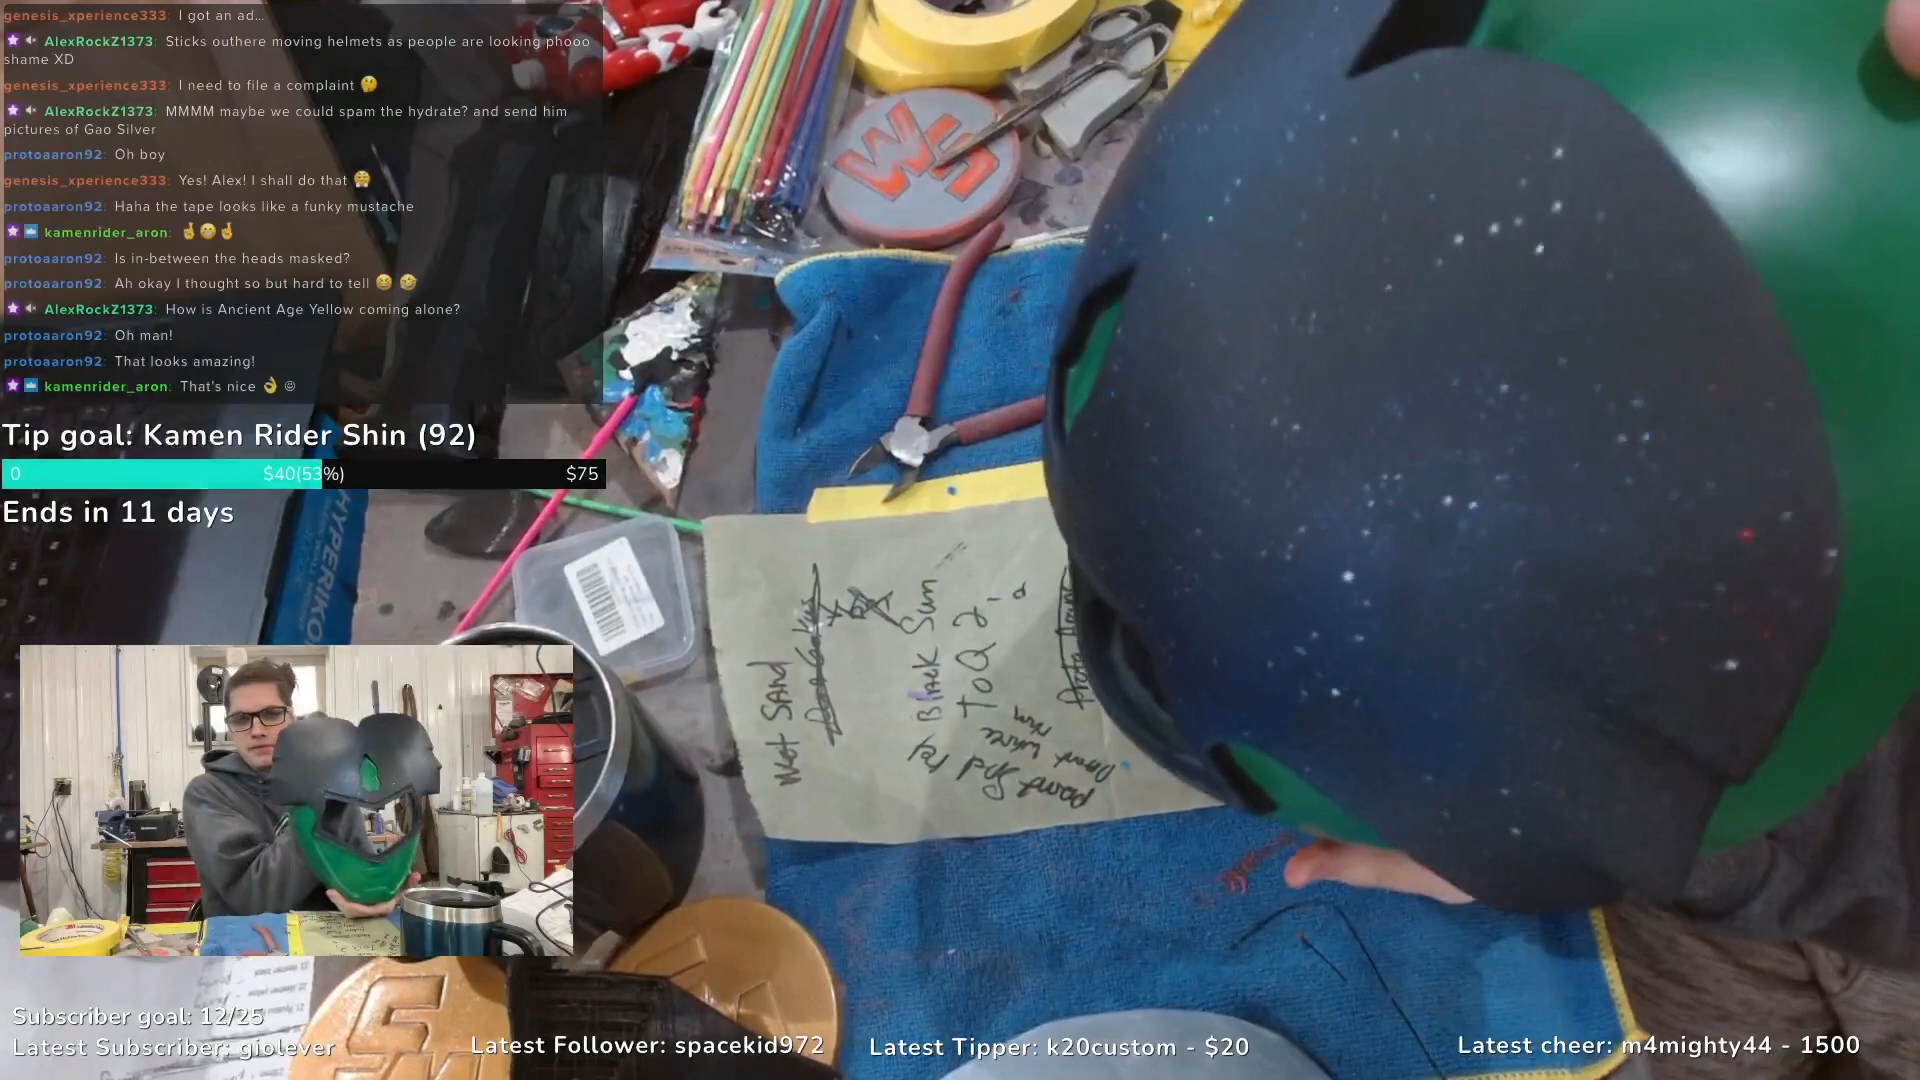 genesis_xperience333: I got an ad...
AlexRockZ1373: Sticks outhere moving helmets as people are looking phooo
shame XD
genesis_xperience333: I need to file a complaint 🤔
AlexRockZ1373: MMMM maybe we could spam the hydrate? and send him
pictures of Gao Silver
protoaaron92: Oh boy
genesis_xperience333: Yes! Alex! I shall do that
protoaaron92: Haha the tape looks like a funky mustache
kamenrider_aron:
protoaaron92: Is in-between the heads masked?
protoaaron92: Ah okay I thought so but hard to tell 😆 🤣
AlexRockZ1373: How is Ancient Age Yellow coming alone?
protoaaron92: Oh man!
protoaaron92: That looks amazing!
kamenrider_aron: That's nice 👌
Tip goal: Kamen Rider Shin (92)
0 $40(53%) $75
Ends in 11 days
HYPERIKO
Wet SAnd
Black Sun
ToQ 2
Subscriber goal: 12/25
Latest Subscriber: giolever
Latest Follower: spacekid972
Latest Tipper: k20custom - $20
Latest cheer: m4mighty44 - 1500